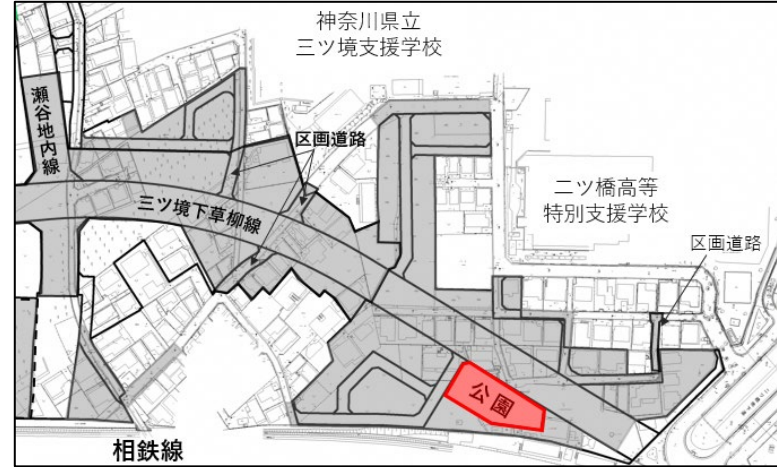 神奈川県立
三ツ境支援学校
瀬谷地内線
区画道路
三ツ境下草柳線
二ツ橋高等
特別支援学校
区画道路
公園
相鉄線